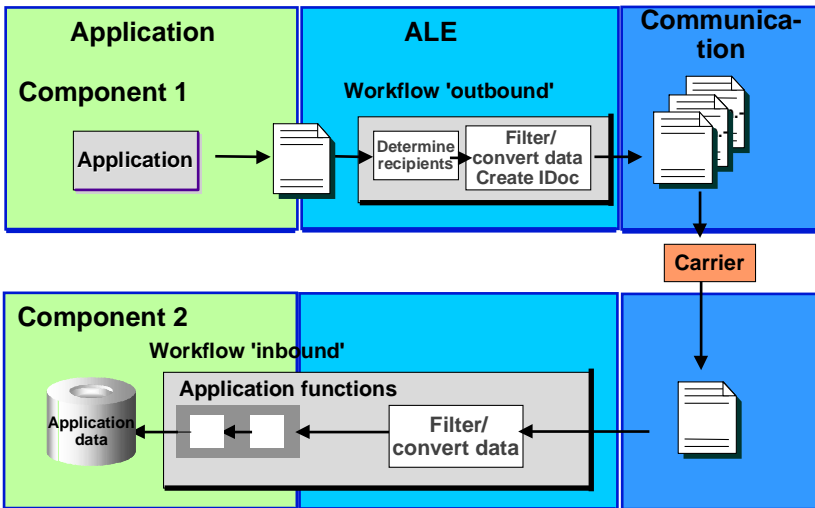 Application
ALE
Communica-
tion
Component 1
Workflow 'outbound'
Application
Determine
recipients
Filter/
convert data
Create IDoc
Carrier
Component 2
Workflow 'inbound'
Application functions
Application
data
Filter/
convert data